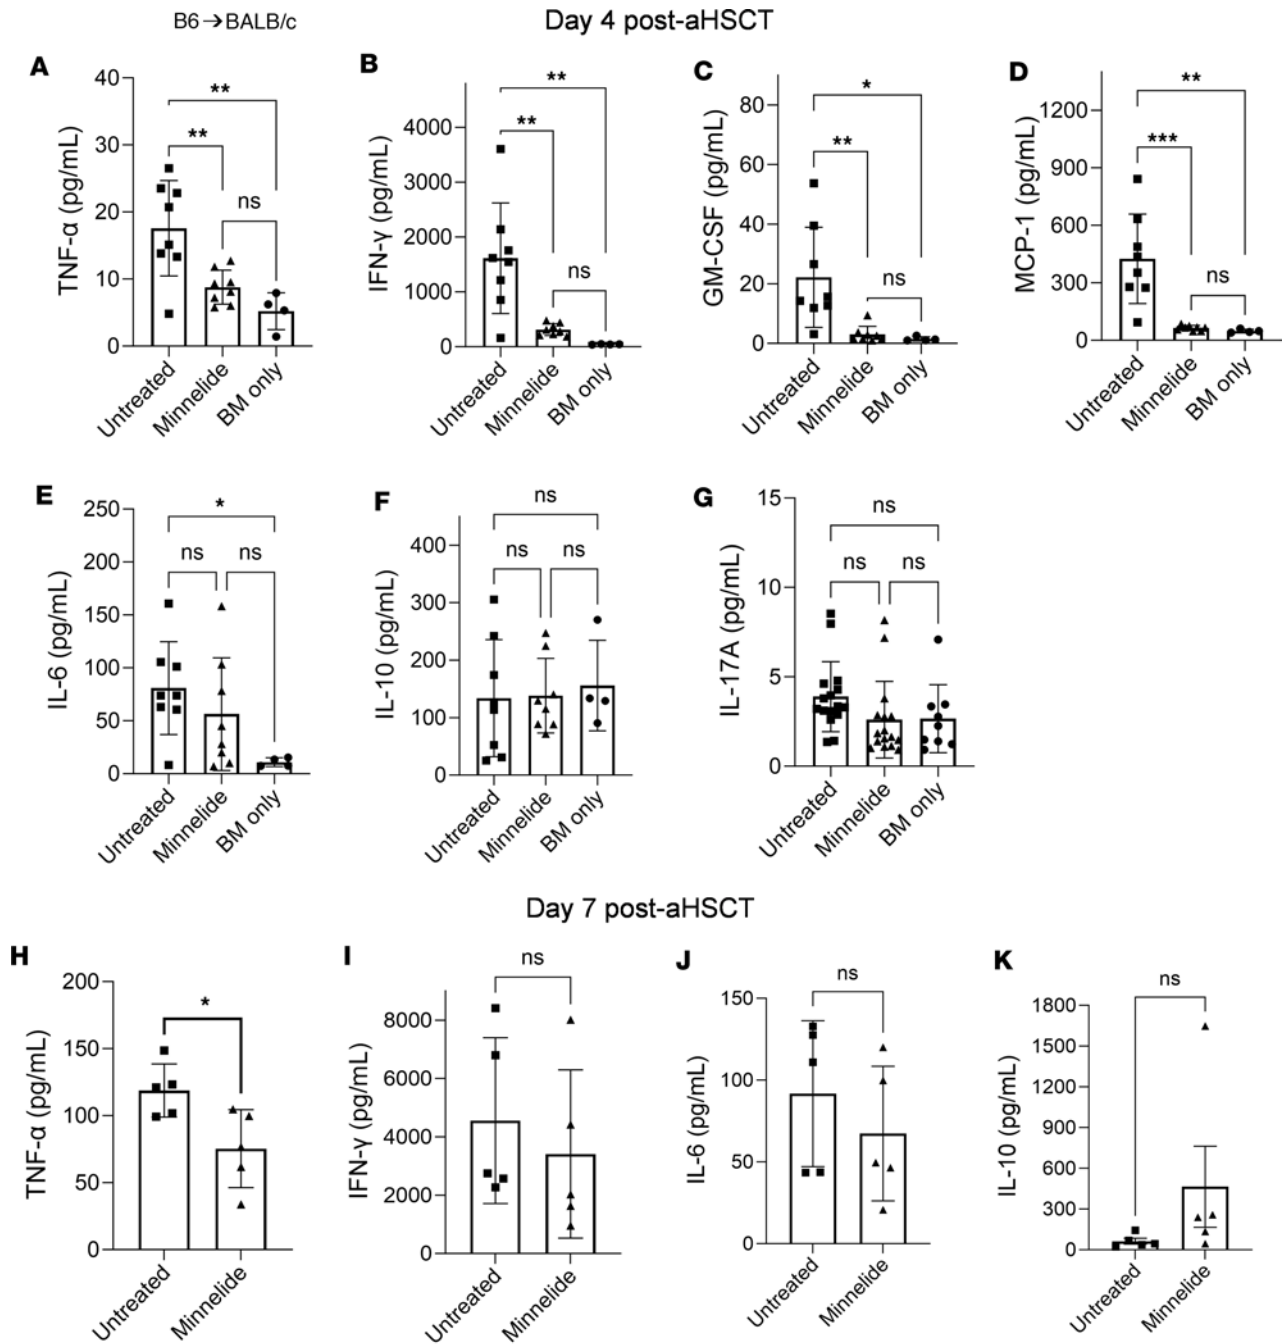 B6→BALB/c
Day 4 post-aHSCT
A
TNF-α (pg/mL)
40
30
20
10
0
**
**
ns
Untreated
Minnelide
BM only
B
IFN-γ (pg/mL)
4000
3000
2000
1000
0
**
**
ns
Untreated
Minnelide
BM only
C
GM-CSF (pg/mL)
80
60
40
20
0
*
**
ns
Untreated
Minnelide
BM only
D
MCP-1 (pg/mL)
1200
900
600
300
0
**
***
ns
Untreated
Minnelide
BM only
E
IL-6 (pg/mL)
250
200
150
100
50
0
*
ns
ns
Untreated
Minnelide
BM only
F
IL-10 (pg/mL)
400
300
200
100
0
ns
ns
ns
Untreated
Minnelide
BM only
G
IL-17A (pg/mL)
15
10
5
0
ns
ns
ns
Untreated
Minnelide
BM only
Day 7 post-aHSCT
H
TNF-α (pg/mL)
200
150
100
50
0
*
Untreated
Minnelide
I
IFN-γ (pg/mL)
8000
6000
4000
2000
0
ns
Untreated
Minnelide
J
IL-6 (pg/mL)
150
100
50
0
ns
Untreated
Minnelide
K
IL-10 (pg/mL)
1800
1500
1200
900
600
300
0
ns
Untreated
Minnelide